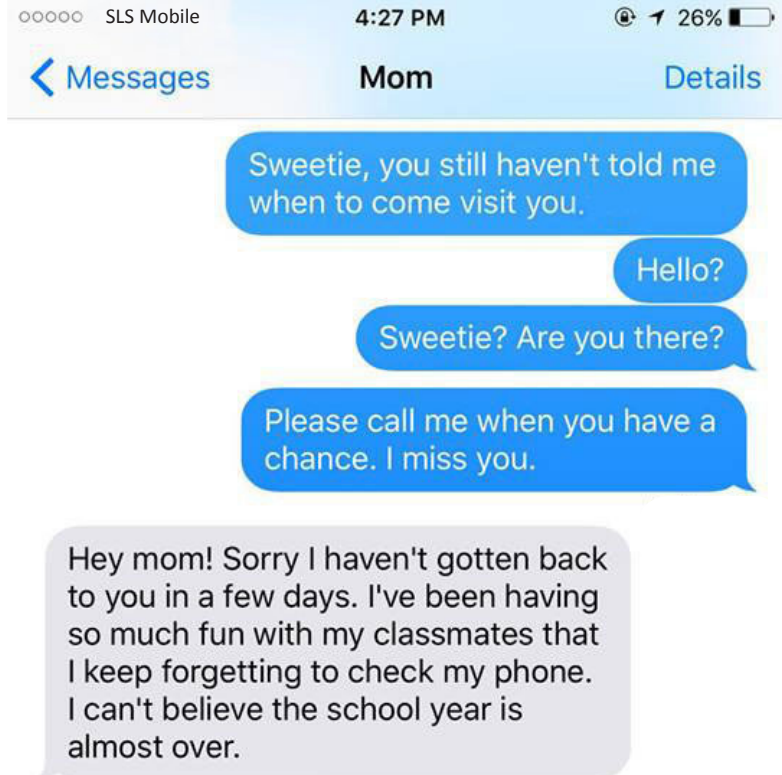 ooooo SLS Mobile 4:27 PM 26%
Messages Mom Details
Sweetie, you still haven't told me
when to come visit you.
Hello?
Sweetie? Are you there?
Please call me when you have a
chance. I miss you.
Hey mom! Sorry I haven't gotten back
to you in a few days. I've been having
so much fun with my classmates that
I keep forgetting to check my phone.
I can't believe the school year is
almost over.